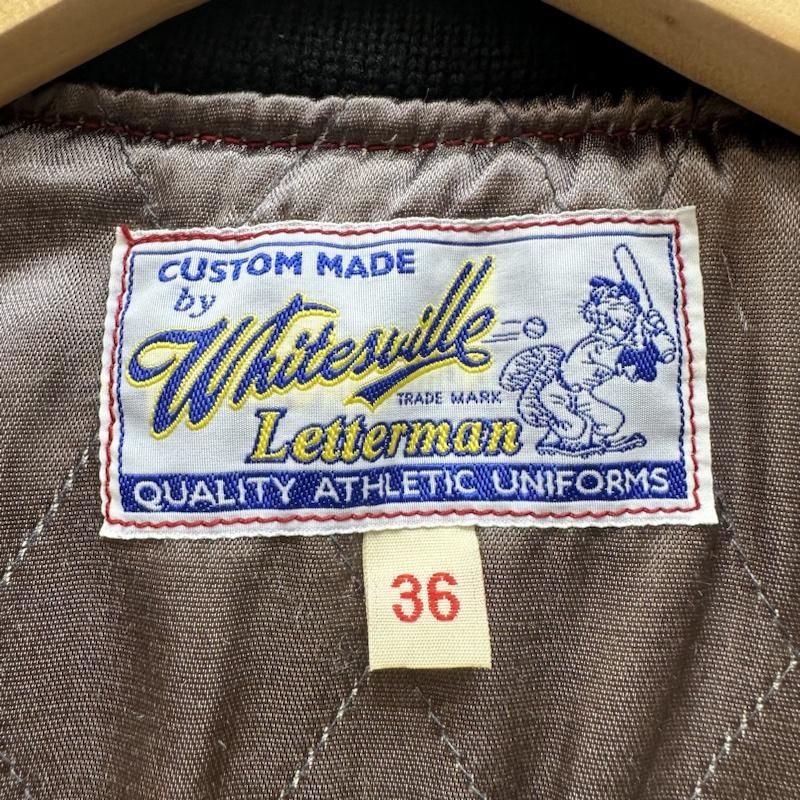 CUSTOM MADE
by
Whitesville
TRADE MARK
Letterman
QUALITY ATHLETIC UNIFORMS
36